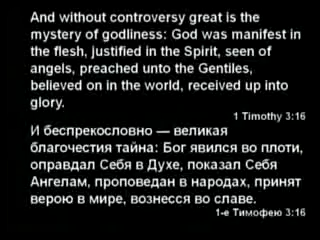 And without controversy great is the
mystery of godliness: God was manifest in
the flesh, justified in the Spirit, seen of
angels, preached unto the Gentiles,
believed on in the world, received up into
glory.
1 Timothy 3:16
И беспрекословно — великая
благочестия тайна: Бог явился во плоти,
оправдал Себя в Духе, показал Себя
Ангелам, проповедан в народах, принят
верою в мире, вознесся во славе.
1-е Тимофею 3:16